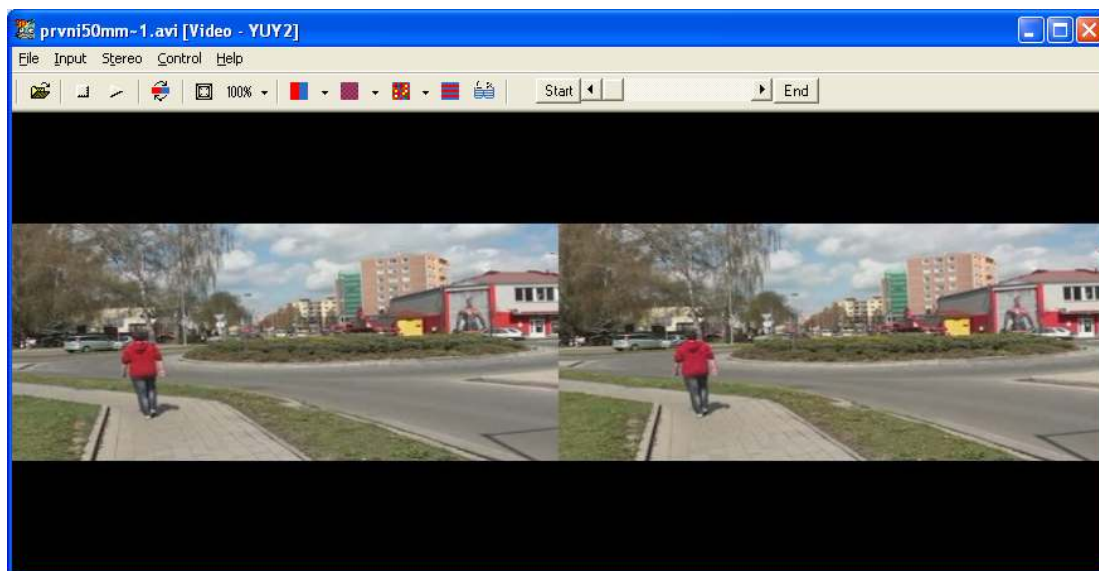 prvni50mm~1.avi [Video - YUY2]
File Input Stereo Control Help
100% Start End